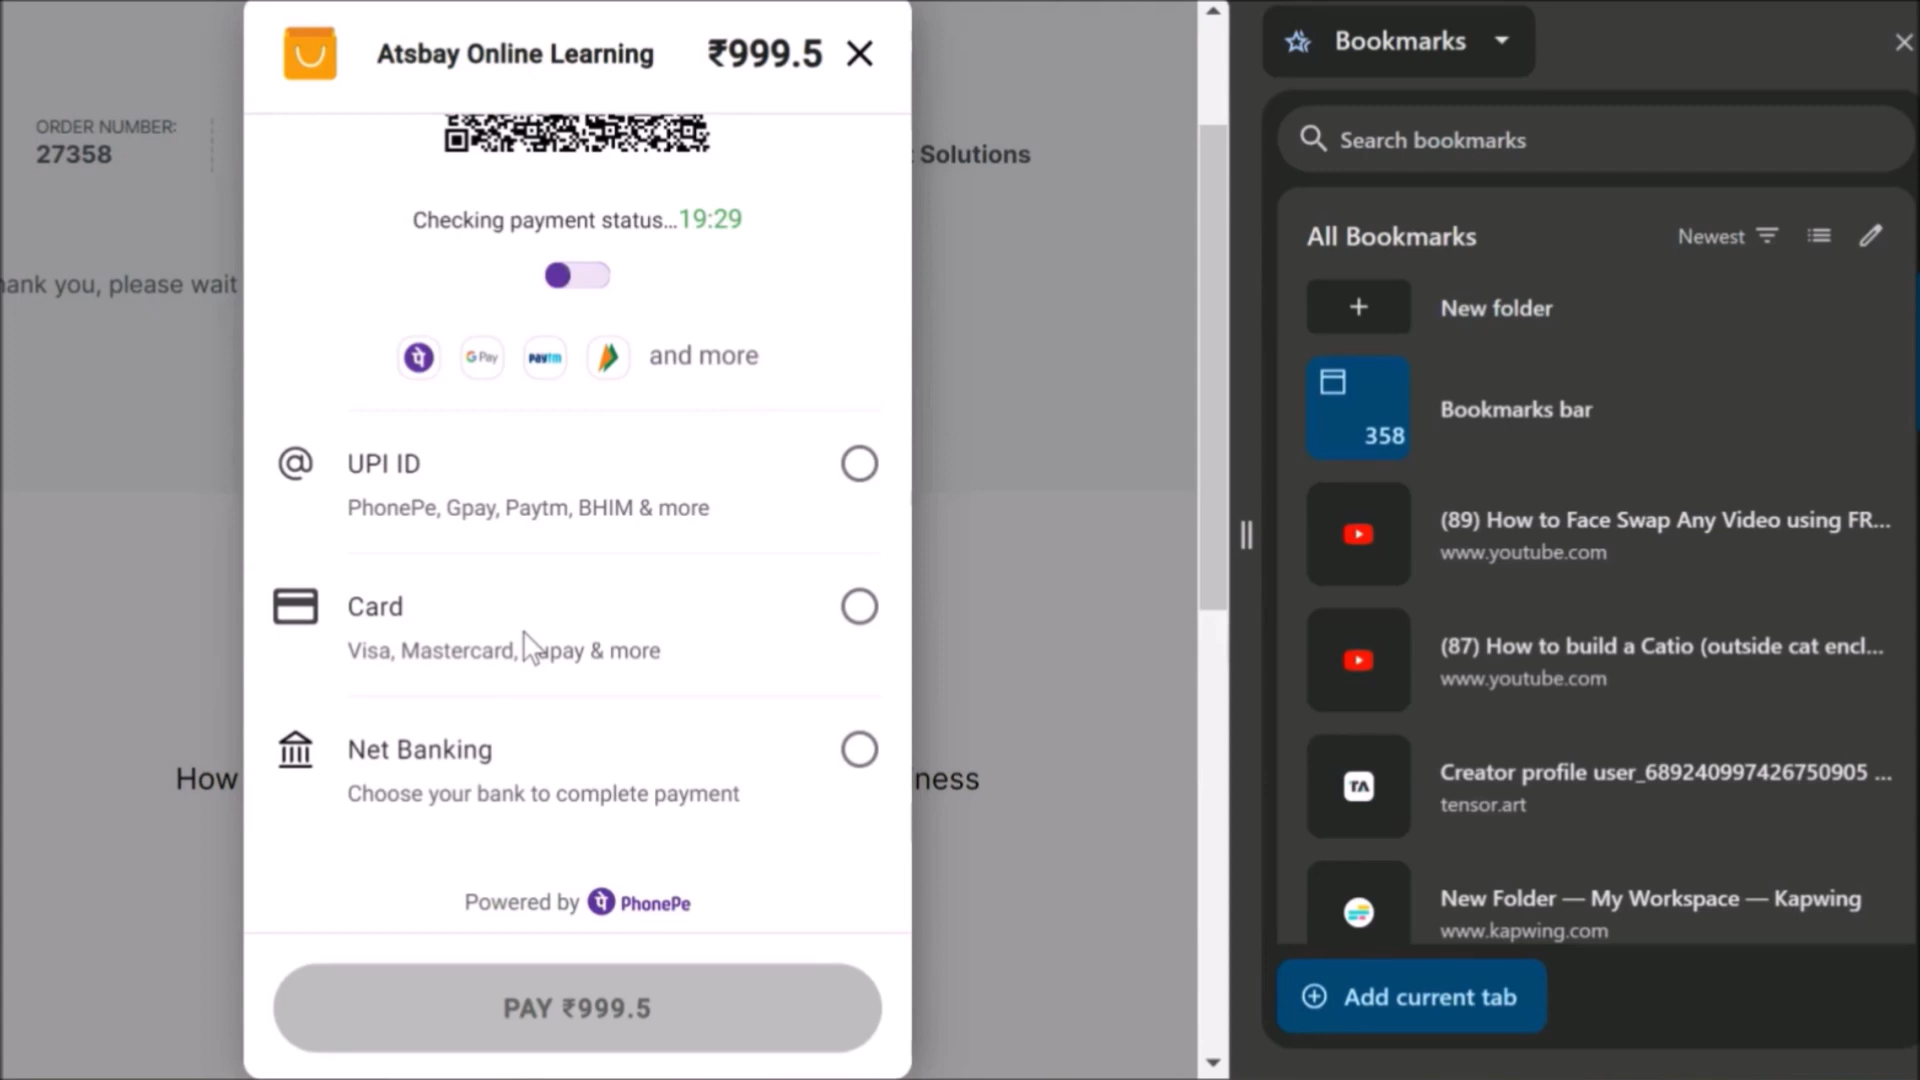 Atsbay Online Learning ₹999.5
ORDER NUMBER:
27358
Solutions
Checking payment status...19:29
ank you, please wait
पे G Pay paytm and more
UPI ID
PhonePe, Gpay, Paytm, BHIM & more
Card
Visa, Mastercard, pay & more
Net Banking
Choose your bank to complete payment
How
ness
Powered by पे PhonePe
PAY ₹999.5
Bookmarks
Search bookmarks
All Bookmarks Newest
New folder
Bookmarks bar
358
(89) How to Face Swap Any Video using FR...
www.youtube.com
(87) How to build a Catio (outside cat encl...
www.youtube.com
TA
Creator profile user_689240997426750905 ...
tensor.art
New Folder — My Workspace — Kapwing
www.kapwing.com
Add current tab